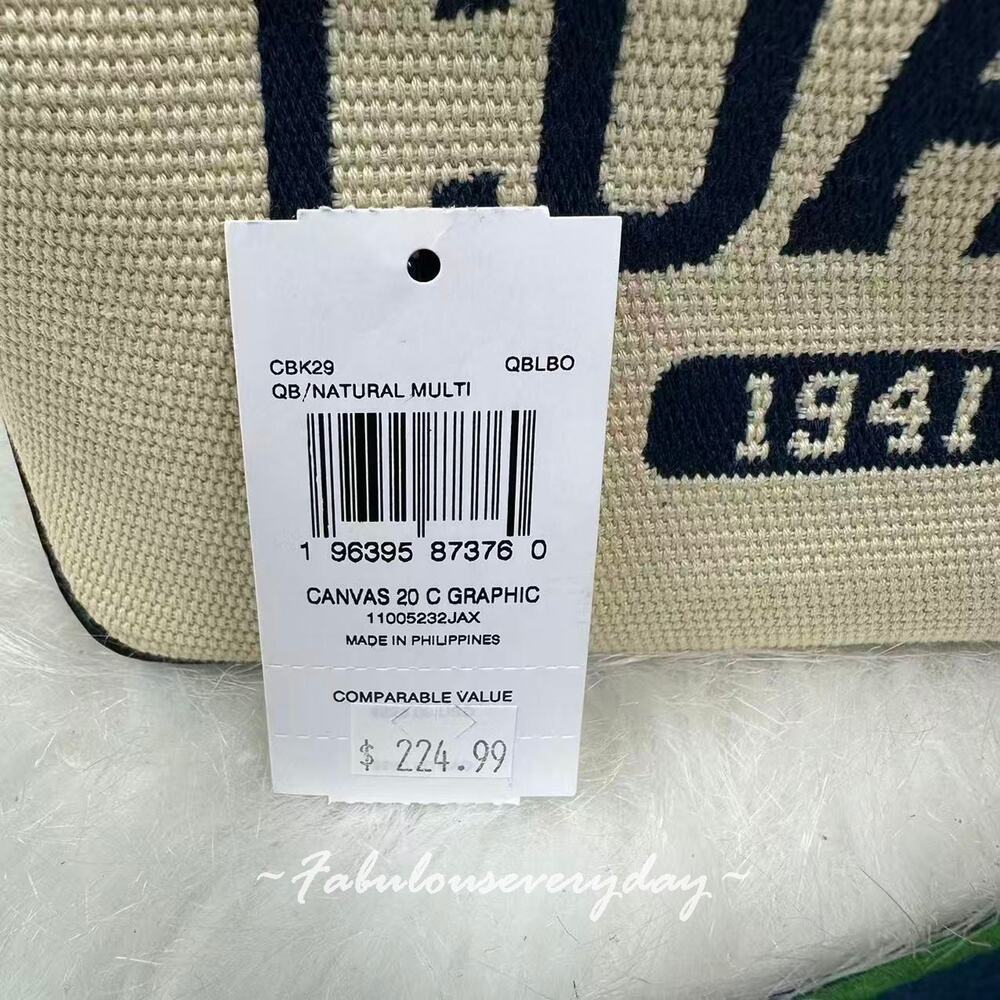 1941
CBK29 QBLBO
QB/NATURAL MULTI
1 96395 87376 0
CANVAS 20 C GRAPHIC
11005232JAX
MADE IN PHILIPPINES
COMPARABLE VALUE
$ 224.99
~Fabulouseveryday~